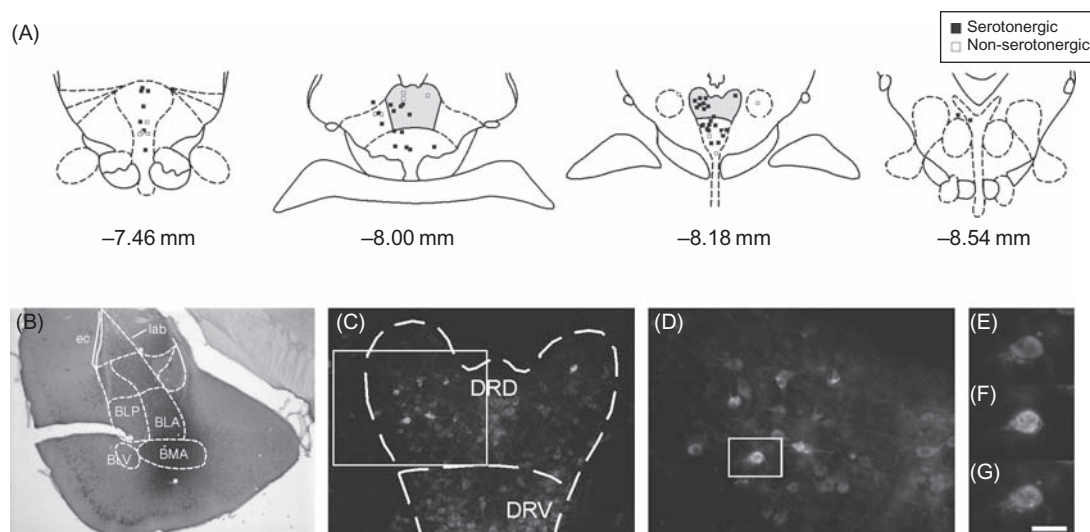 (A)
Serotonergic
Non-serotonergic
–7.46 mm
–8.00 mm
–8.18 mm
–8.54 mm
(B)
ec
lab
BLP
BLA
BLV
BMA
(C)
DRD
DRV
(D)
(E)
(F)
(G)